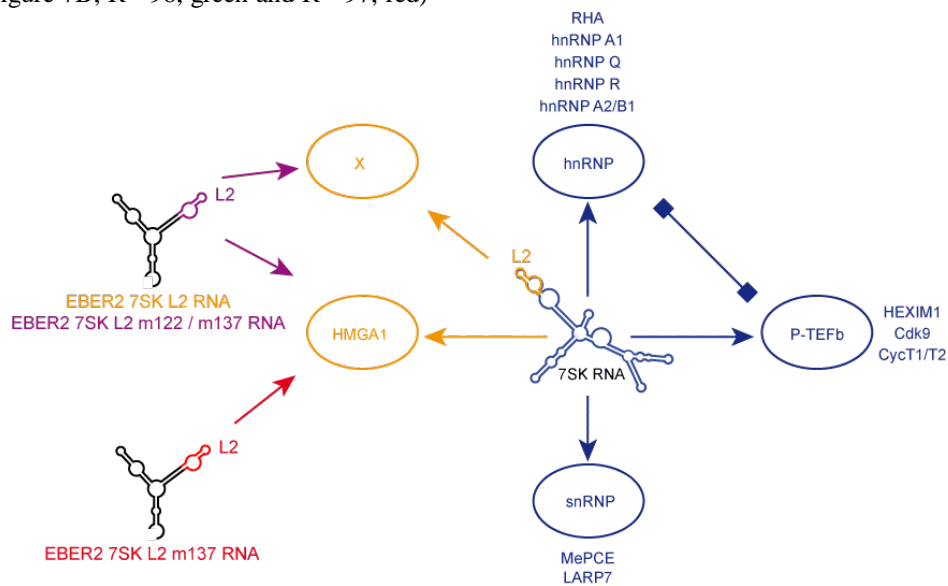 RHA
hnRNP A1
hnRNP Q
hnRNP R
hnRNP A2/B1
X
hnRNP
L2
L2
EBER2 7SK L2 RNA
EBER2 7SK L2 m122 / m137 RNA
HMGA1
P-TEFb
HEXIM1
Cdk9
CycT1/T2
7SK RNA
L2
snRNP
EBER2 7SK L2 m137 RNA
MePCE
LARP7